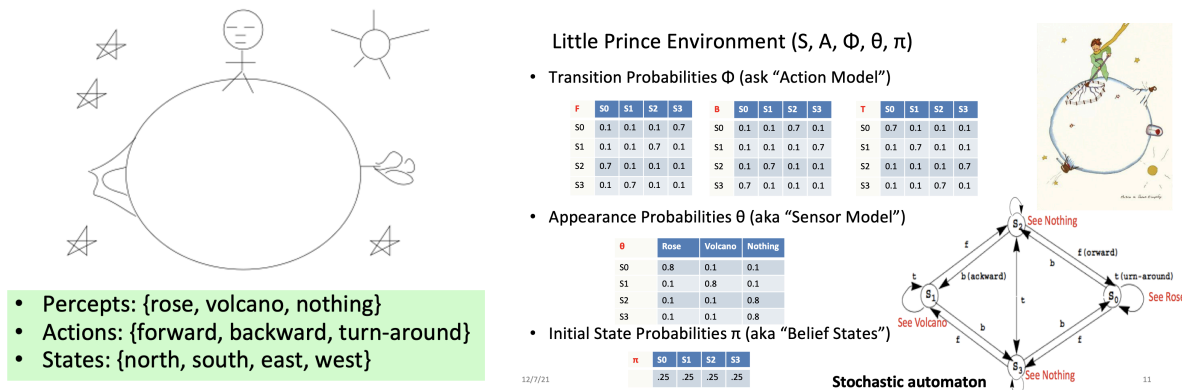 • Percepts: {rose, volcano, nothing}
• Actions: {forward, backward, turn-around}
• States: {north, south, east, west}
Little Prince Environment (S, A, Φ, θ, π)
• Transition Probabilities Φ (ask “Action Model”)
F S0 S1 S2 S3
S0 0.1 0.1 0.1 0.7
S1 0.1 0.1 0.7 0.1
S2 0.7 0.1 0.1 0.1
S3 0.1 0.7 0.1 0.1
B S0 S1 S2 S3
S0 0.1 0.1 0.7 0.1
S1 0.1 0.1 0.1 0.7
S2 0.1 0.7 0.1 0.1
S3 0.7 0.1 0.1 0.1
T S0 S1 S2 S3
S0 0.7 0.1 0.1 0.1
S1 0.1 0.7 0.1 0.1
S2 0.1 0.1 0.1 0.7
S3 0.1 0.1 0.7 0.1
• Appearance Probabilities θ (aka “Sensor Model”)
θ Rose Volcano Nothing
S0 0.8 0.1 0.1
S1 0.1 0.8 0.1
S2 0.1 0.1 0.8
S3 0.1 0.1 0.8
• Initial State Probabilities π (aka “Belief States”)
π S0 S1 S2 S3
.25 .25 .25 .25
12/7/21
S2 See Nothing
f
f(orward)
b
b(ackward)
t
t
t(urn-around)
S1
S0
See Rose
See Volcano
b
f
b
f
S3 See Nothing
Stochastic automaton
11